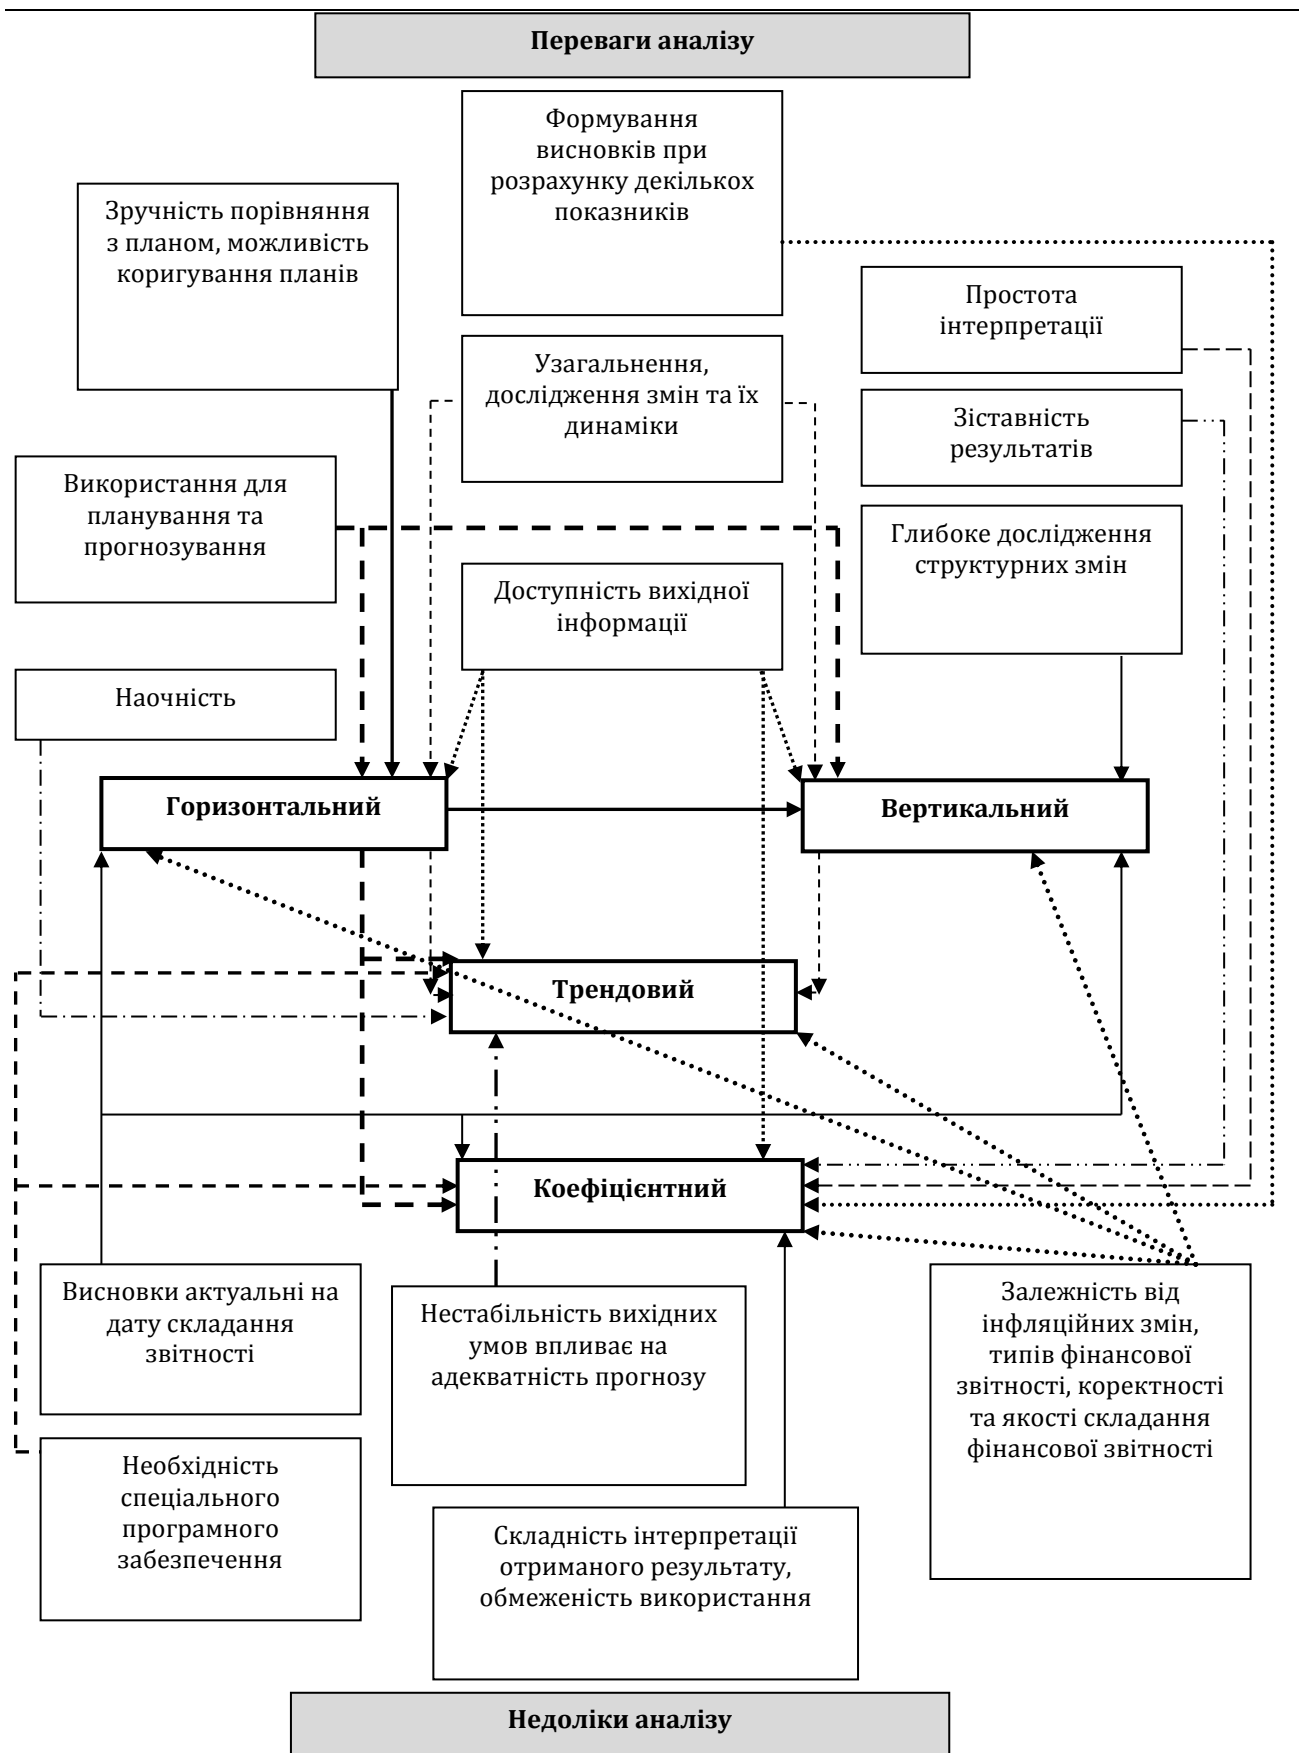 Переваги аналізу
Формування
висновків при
розрахунку декількох
показників
Зручність порівняння
з планом, можливість
коригування планів
Простота
інтерпретації
Узагальнення,
дослідження змін та їх
динаміки
Зіставність
результатів
Використання для
планування та
прогнозування
Глибоке дослідження
структурних змін
Доступність вихідної
інформації
Наочність
Горизонтальний
Вертикальний
Трендовий
Коефіцієнтний
Висновки актуальні на
дату складання
звітності
Нестабільність вихідних
умов впливає на
адекватність прогнозу
Залежність від
інфляційних змін,
типів фінансової
звітності, коректності
та якості складання
фінансової звітності
Необхідність
спеціального
програмного
забезпечення
Складність інтерпретації
отриманого результату,
обмеженість використання
Недоліки аналізу